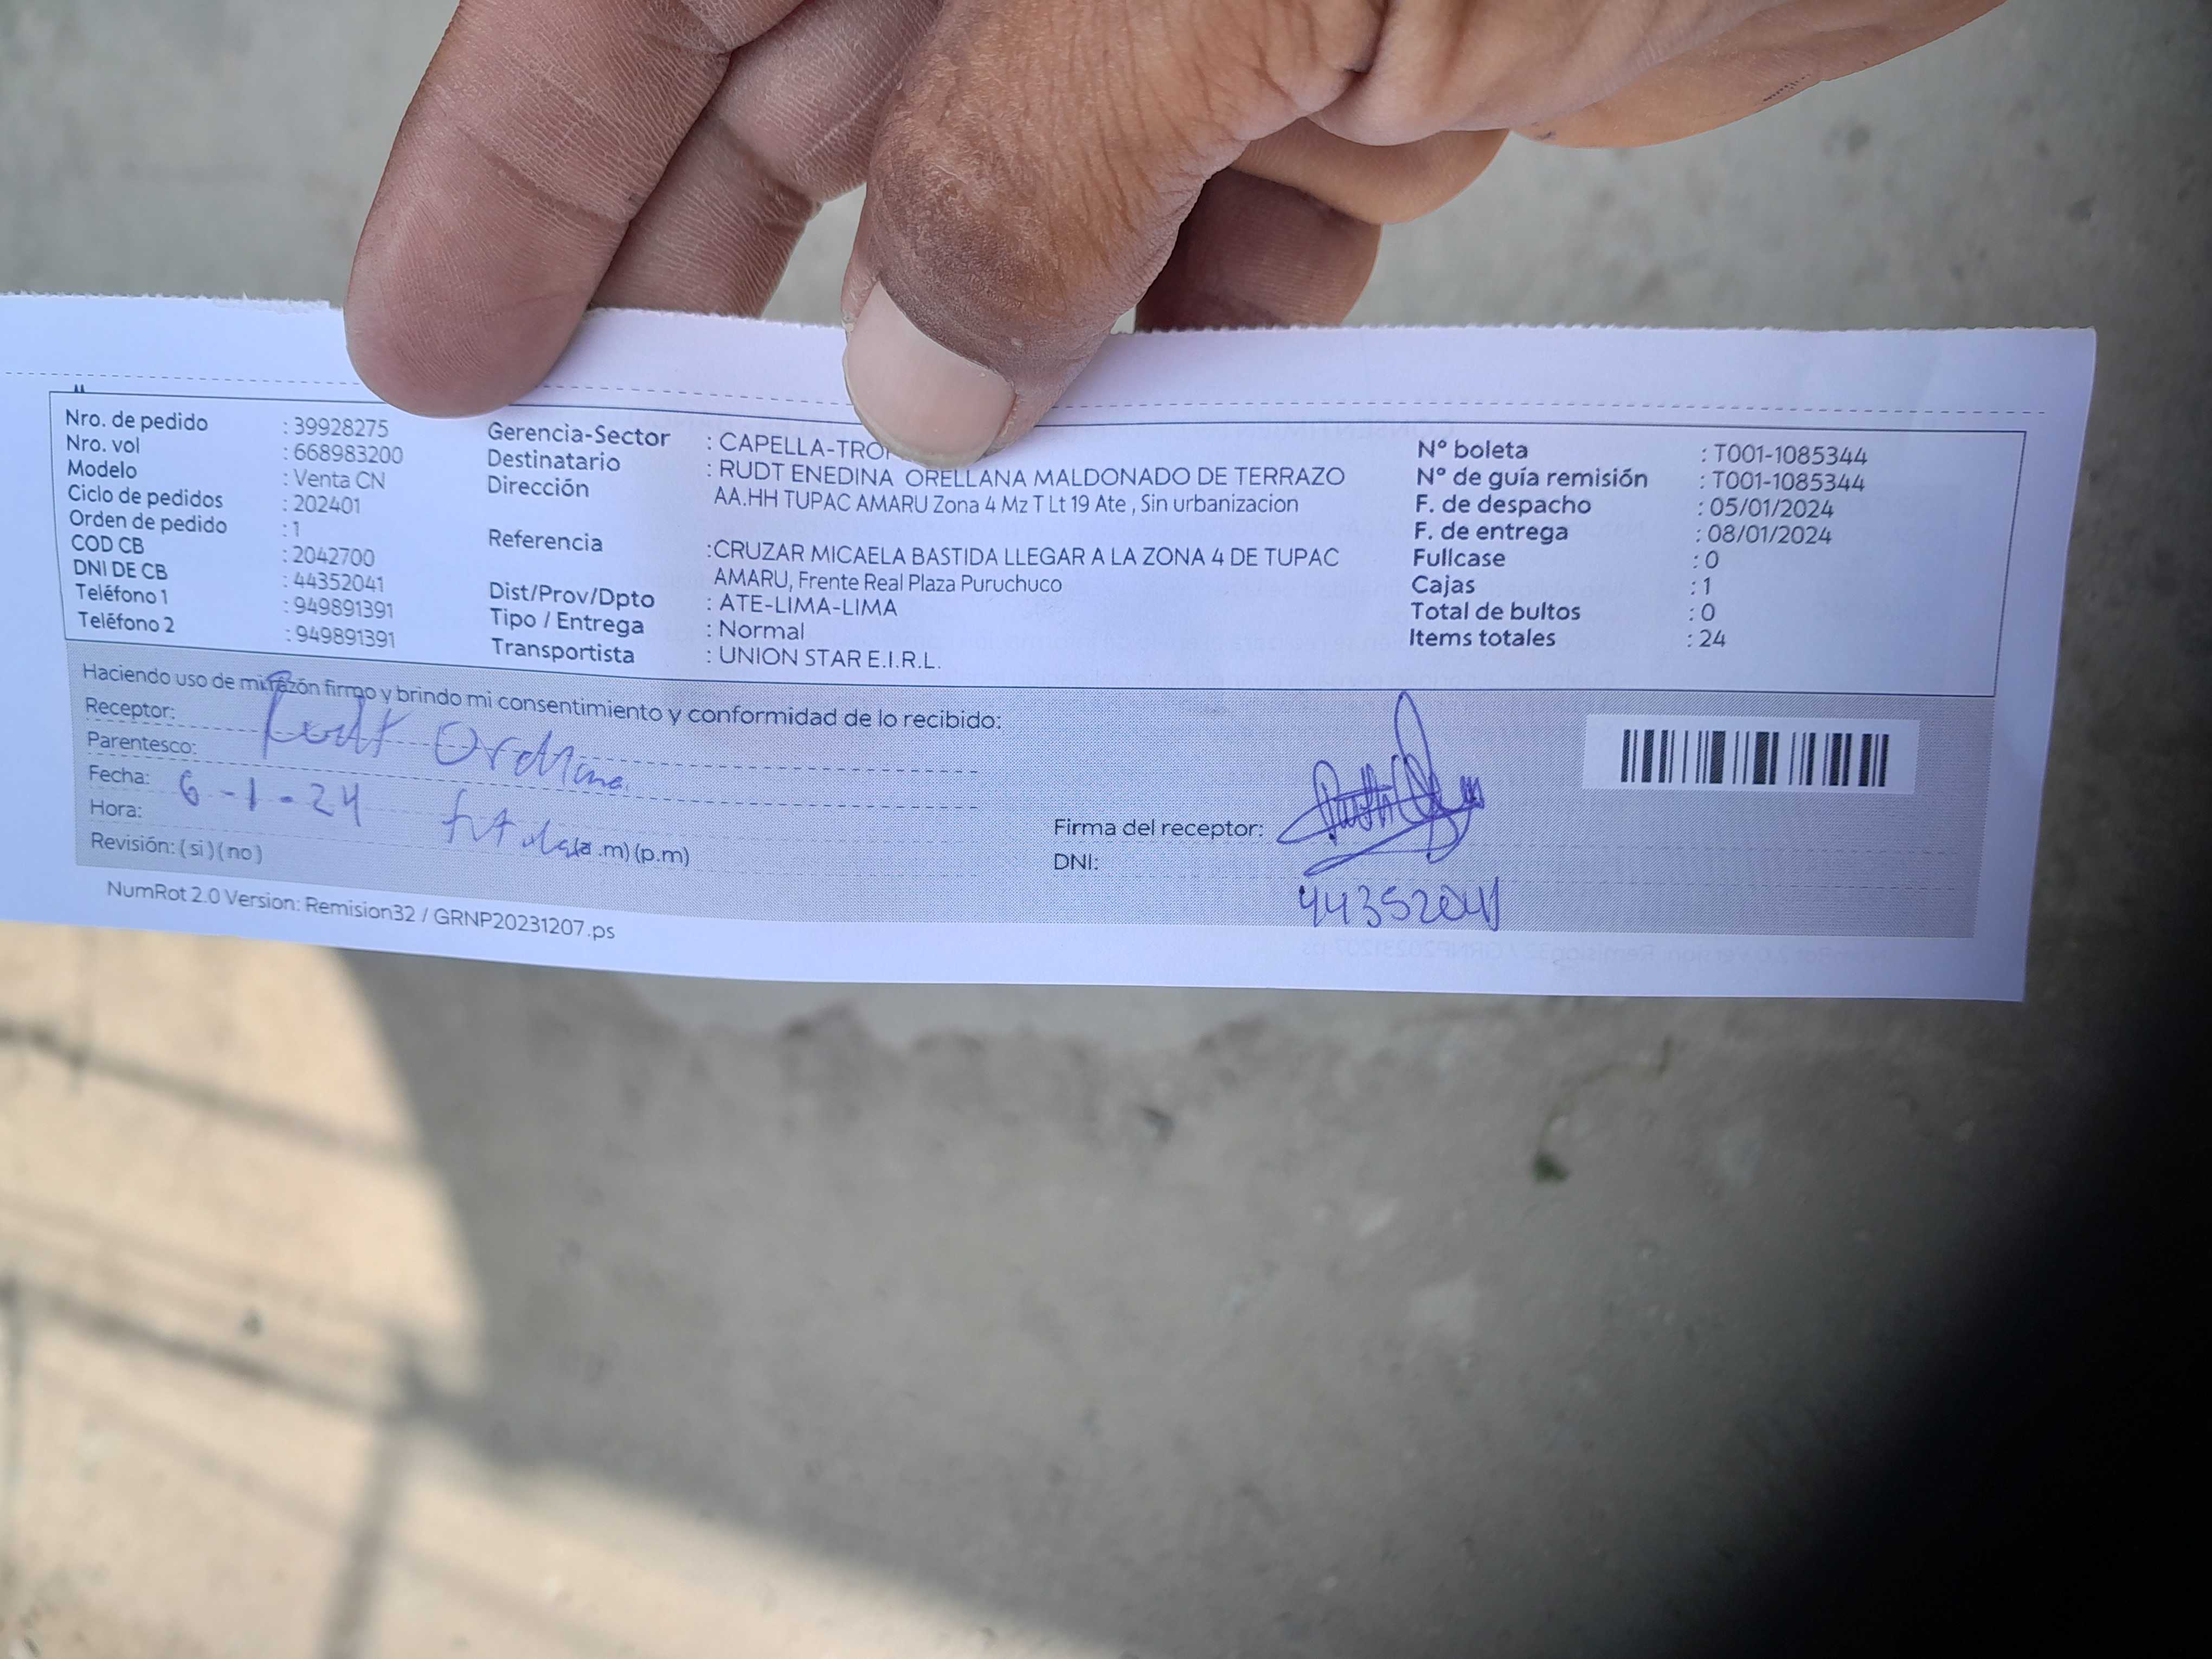 Nro. de pedido : 39928275
Nro. vol : 668983200
Modelo : Venta CN
Ciclo de pedidos : 202401
Orden de pedido : 1
COD CB : 2042700
DNI DE CB : 44352041
Teléfono 1 : 949891391
Teléfono 2 : 949891391
Gerencia-Sector : CAPELLA-TRO
Destinatario : RUDT ENEDINA ORELLANA MALDONADO DE TERRAZO
Dirección AA.HH TUPAC AMARU Zona 4 Mz T Lt 19 Ate , Sin urbanizacion
Referencia :CRUZAR MICAELA BASTIDA LLEGAR A LA ZONA 4 DE TUPAC
AMARU, Frente Real Plaza Puruchuco
Dist/Prov/Dpto : ATE-LIMA-LIMA
Tipo / Entrega : Normal
Transportista : UNION STAR E.I.R.L.
N° boleta : T001-1085344
N° de guía remisión : T001-1085344
F. de despacho : 05/01/2024
F. de entrega : 08/01/2024
Fullcase : 0
Cajas : 1
Total de bultos : 0
Items totales : 24
Haciendo uso de mi razón firmo y brindo mi consentimiento y conformidad de lo recibido:
Receptor:
Parentesco:
Fecha: 6-1-24
Hora: (a.m) (p.m)
Revisión: ( si ) ( no )
Firma del receptor:
DNI: 44352041
NumRot 2.0 Version: Remision32 / GRNP20231207.ps